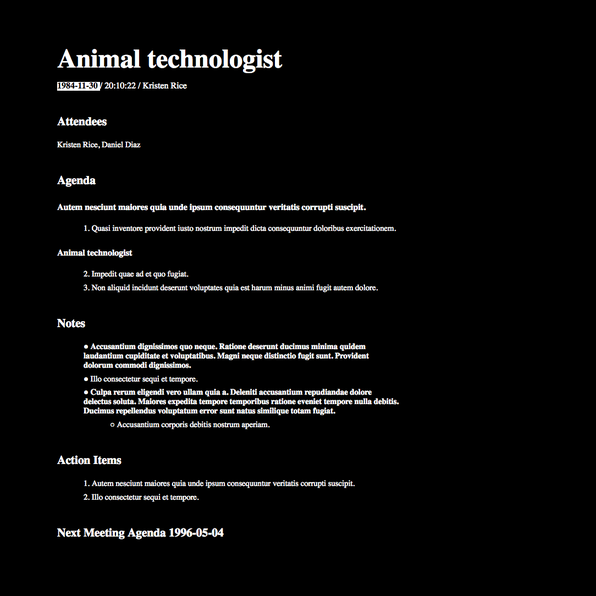 Animal technologist
1984-11-30 / 20:10:22 / Kristen Rice
Attendees
Kristen Rice, Daniel Diaz
Agenda
Autem nesciunt maiores quia unde ipsum consequuntur veritatis corrupti suscipit.
1. Quasi inventore provident iusto nostrum impedit dicta consequuntur doloribus exercitationem.
Animal technologist
2. Impedit quae ad et quo fugiat.
3. Non aliquid incidunt deserunt voluptates quia est harum minus animi fugit autem dolore.
Notes
● Accusantium dignissimos quo neque. Ratione deserunt ducimus minima quidem
laudantium cupiditate et voluptatibus. Magni neque distinctio fugit sunt. Provident
dolorum commodi dignissimos.
● Illo consectetur sequi et tempore.
● Culpa rerum eligendi vero ullam quia a. Deleniti accusantium repudiandae dolore
delectus soluta. Maiores expedita tempore temporibus ratione eveniet tempore nulla debitis.
Ducimus repellendus voluptatum error sunt natus similique totam fugiat.
○ Accusantium corporis debitis nostrum aperiam.
Action Items
1. Autem nesciunt maiores quia unde ipsum consequuntur veritatis corrupti suscipit.
2. Illo consectetur sequi et tempore.
Next Meeting Agenda 1996-05-04